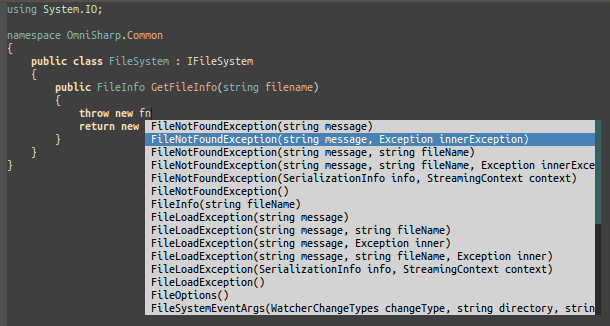 using System.IO;
namespace OmniSharp.Common
{
public class FileSystem : IFileSystem
{
public FileInfo GetFileInfo(string filename)
{
throw new fn
return new
}
}
}
FileNotFoundException(string message)
FileNotFoundException(string message, Exception innerException)
FileNotFoundException(string message, string fileName)
FileNotFoundException(string message, string fileName, Exception innerExce
FileNotFoundException(SerializationInfo info, StreamingContext context)
FileNotFoundException()
FileInfo(string fileName)
FileLoadException(string message)
FileLoadException(string message, string fileName)
FileLoadException(string message, Exception inner)
FileLoadException(string message, string fileName, Exception inner)
FileLoadException(SerializationInfo info, StreamingContext context)
FileLoadException()
FileOptions()
FileSystemEventArgs(WatcherChangeTypes changeType, string directory, strin